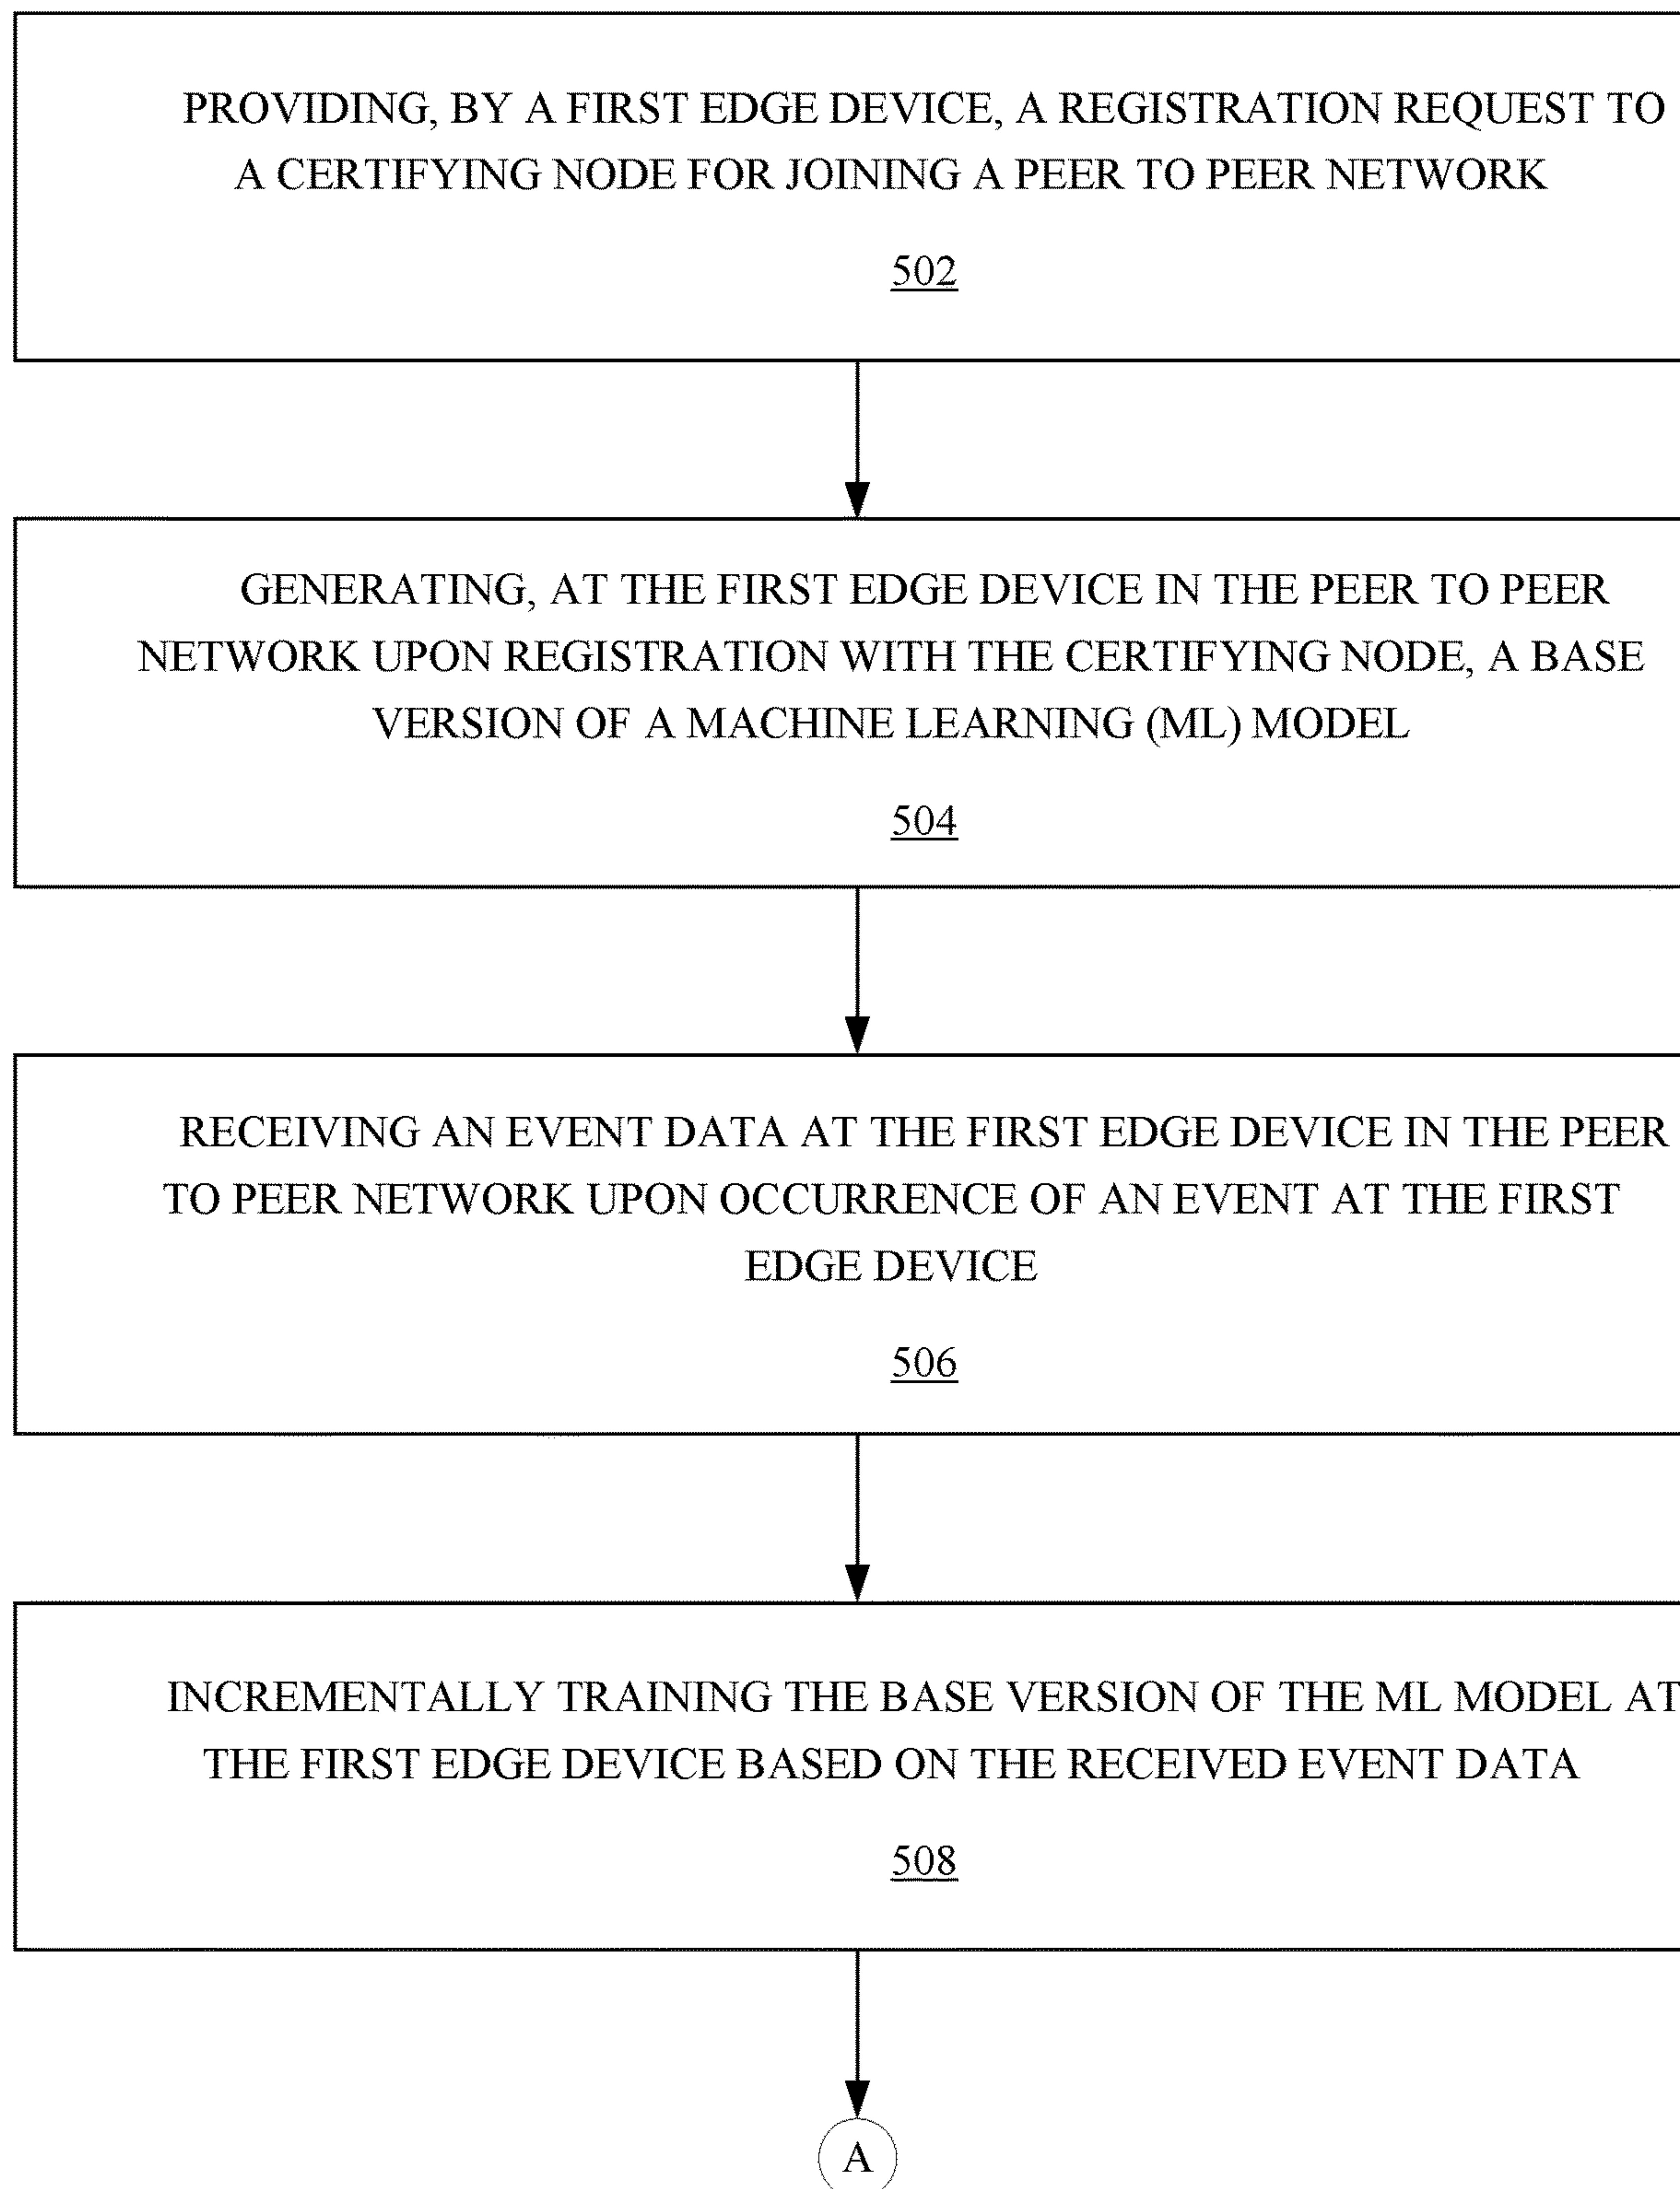 PROVIDING, BY A FIRST EDGE DEVICE, A REGISTRATION REQUEST TO
A CERTIFYING NODE FOR JOINING A PEER TO PEER NETWORK
502
GENERATING, AT THE FIRST EDGE DEVICE IN THE PEER TO PEER
NETWORK UPON REGISTRATION WITH THE CERTIFYING NODE, A BASE
VERSION OF A MACHINE LEARNING (ML) MODEL
504
RECEIVING AN EVENT DATA AT THE FIRST EDGE DEVICE IN THE PEER
TO PEER NETWORK UPON OCCURRENCE OF AN EVENT AT THE FIRST
EDGE DEVICE
506
INCREMENTALLY TRAINING THE BASE VERSION OF THE ML MODEL AT
THE FIRST EDGE DEVICE BASED ON THE RECEIVED EVENT DATA
508
A